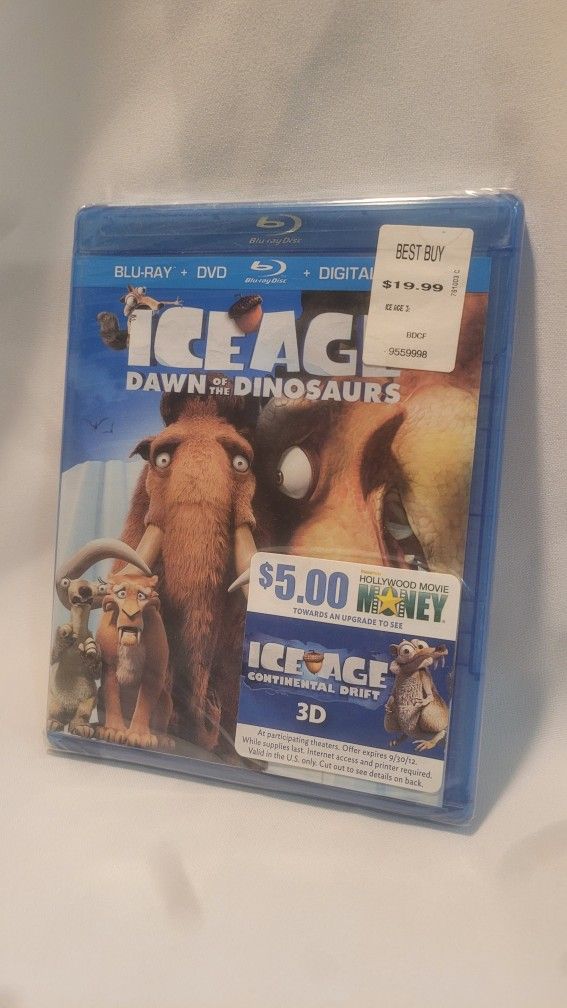 Blu-ray Disc
BLU-RAY + DVD Blu-ray Disc + DIGITAL
BEST BUY
$19.99
ICE AGE 3:
BDCF
9559998
781003 C
ICE AG
DAWN OF THE DINOSAURS
$5.00 HOLLYWOOD MOVIE
MONEY
TOWARDS AN UPGRADE TO SEE
ICE AGE
CONTINENTAL DRIFT
3D
At participating theaters. Offer expires 9/30/12.
While supplies last. Internet access and printer required.
Valid in the U.S. only. Cut out to see details on back.